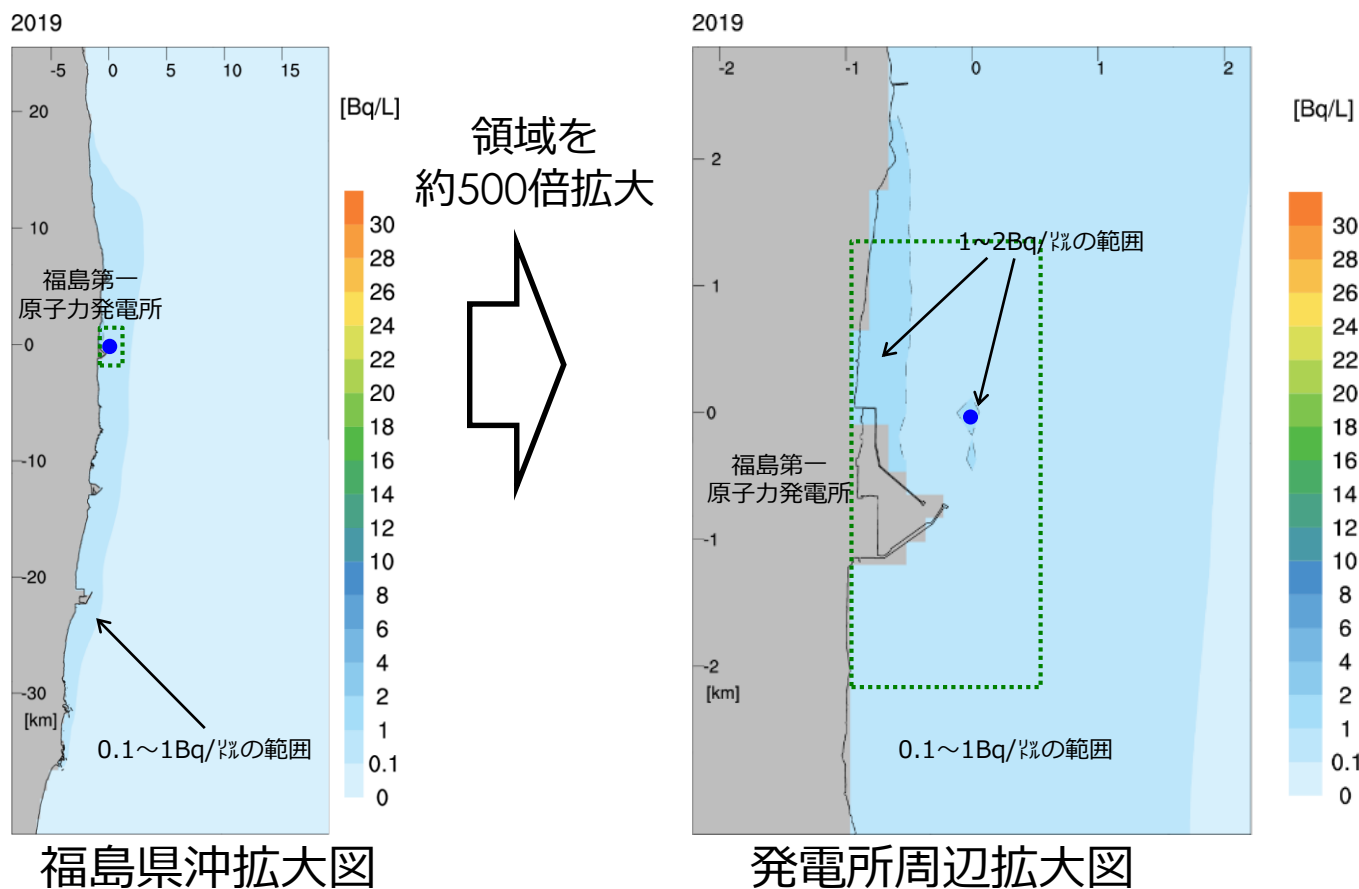 2019
-5 0 5 10 15
20
10
0
-10
-20
-30
[km]
福島第一
原子力発電所
0.1～1Bq/㍑の範囲
[Bq/L]
30
28
26
24
22
20
18
16
14
12
10
8
6
4
2
1
0.1
0
福島県沖拡大図
領域を
約500倍拡大
2019
-2 -1 0 1 2
2
1
0
-1
-2
[km]
1~2Bq/㍑の範囲
福島第一
原子力発電所
0.1～1Bq/㍑の範囲
[Bq/L]
30
28
26
24
22
20
18
16
14
12
10
8
6
4
2
1
0.1
0
発電所周辺拡大図